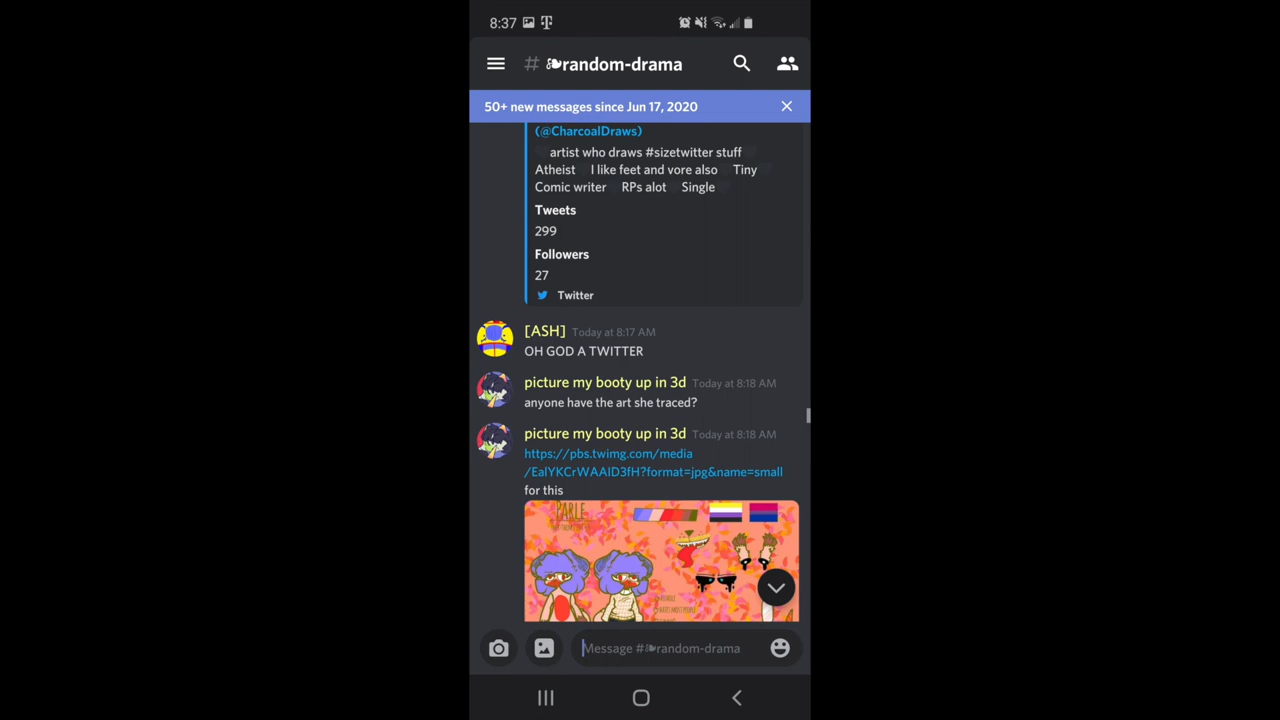 8:37
# random-drama
50+ new messages since Jun 17, 2020
(@CharcoalDraws)
artist who draws #sizetwitter stuff
Atheist I like feet and vore also Tiny
Comic writer RPs alot Single
Tweets
299
Followers
27
Twitter
[ASH] Today at 8:17 AM
OH GOD A TWITTER
picture my booty up in 3d Today at 8:18 AM
anyone have the art she traced?
picture my booty up in 3d Today at 8:18 AM
https://pbs.twimg.com/media
/EalYKCrWAAID3fH?format=jpg&name=small
for this
PARLE
Message #random-drama